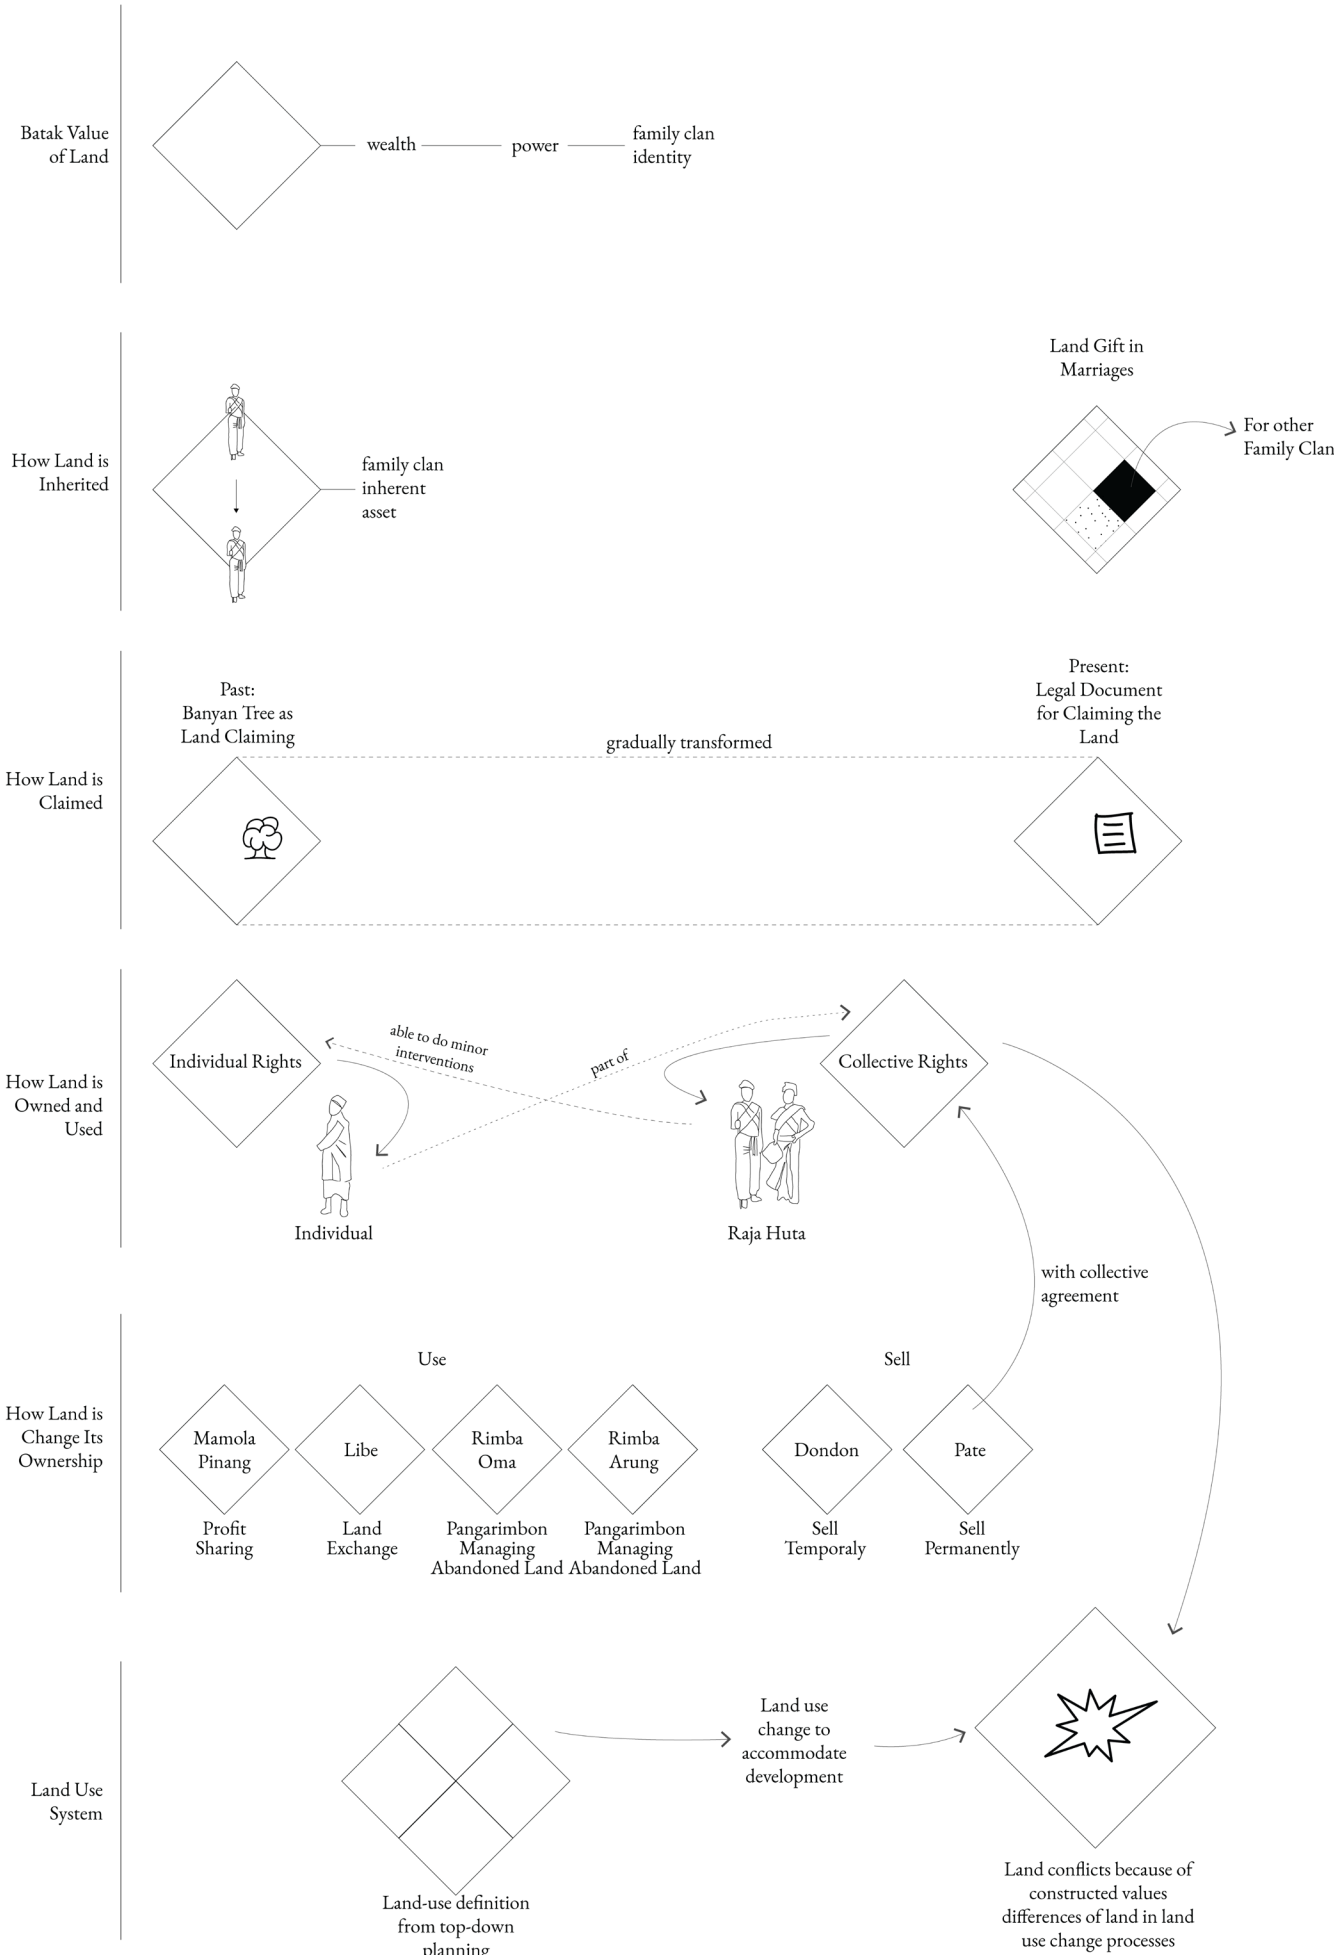 Batak Value
of Land
wealth
power
family clan
identity
How Land is
Inherited
family clan
inherent
asset
Land Gift in
Marriages
For other
Family Clan
How Land is
Claimed
Past:
Banyan Tree as
Land Claiming
gradually transformed
Present:
Legal Document
for Claiming the
Land
How Land is
Owned and
Used
Individual Rights
able to do minor
interventions
part of
Collective Rights
Individual
Raja Huta
with collective
agreement
How Land is
Change Its
Ownership
Use
Mamola
Pinang
Profit
Sharing
Libe
Land
Exchange
Rimba
Oma
Pangarimbon
Managing
Abandoned Land
Rimba
Arung
Pangarimbon
Managing
Abandoned Land
Sell
Dondon
Sell
Temporaly
Pate
Sell
Permanently
Land Use
System
Land-use definition
from top-down
planning
Land use
change to
accommodate
development
Land conflicts because of
constructed values
differences of land in land
use change processes